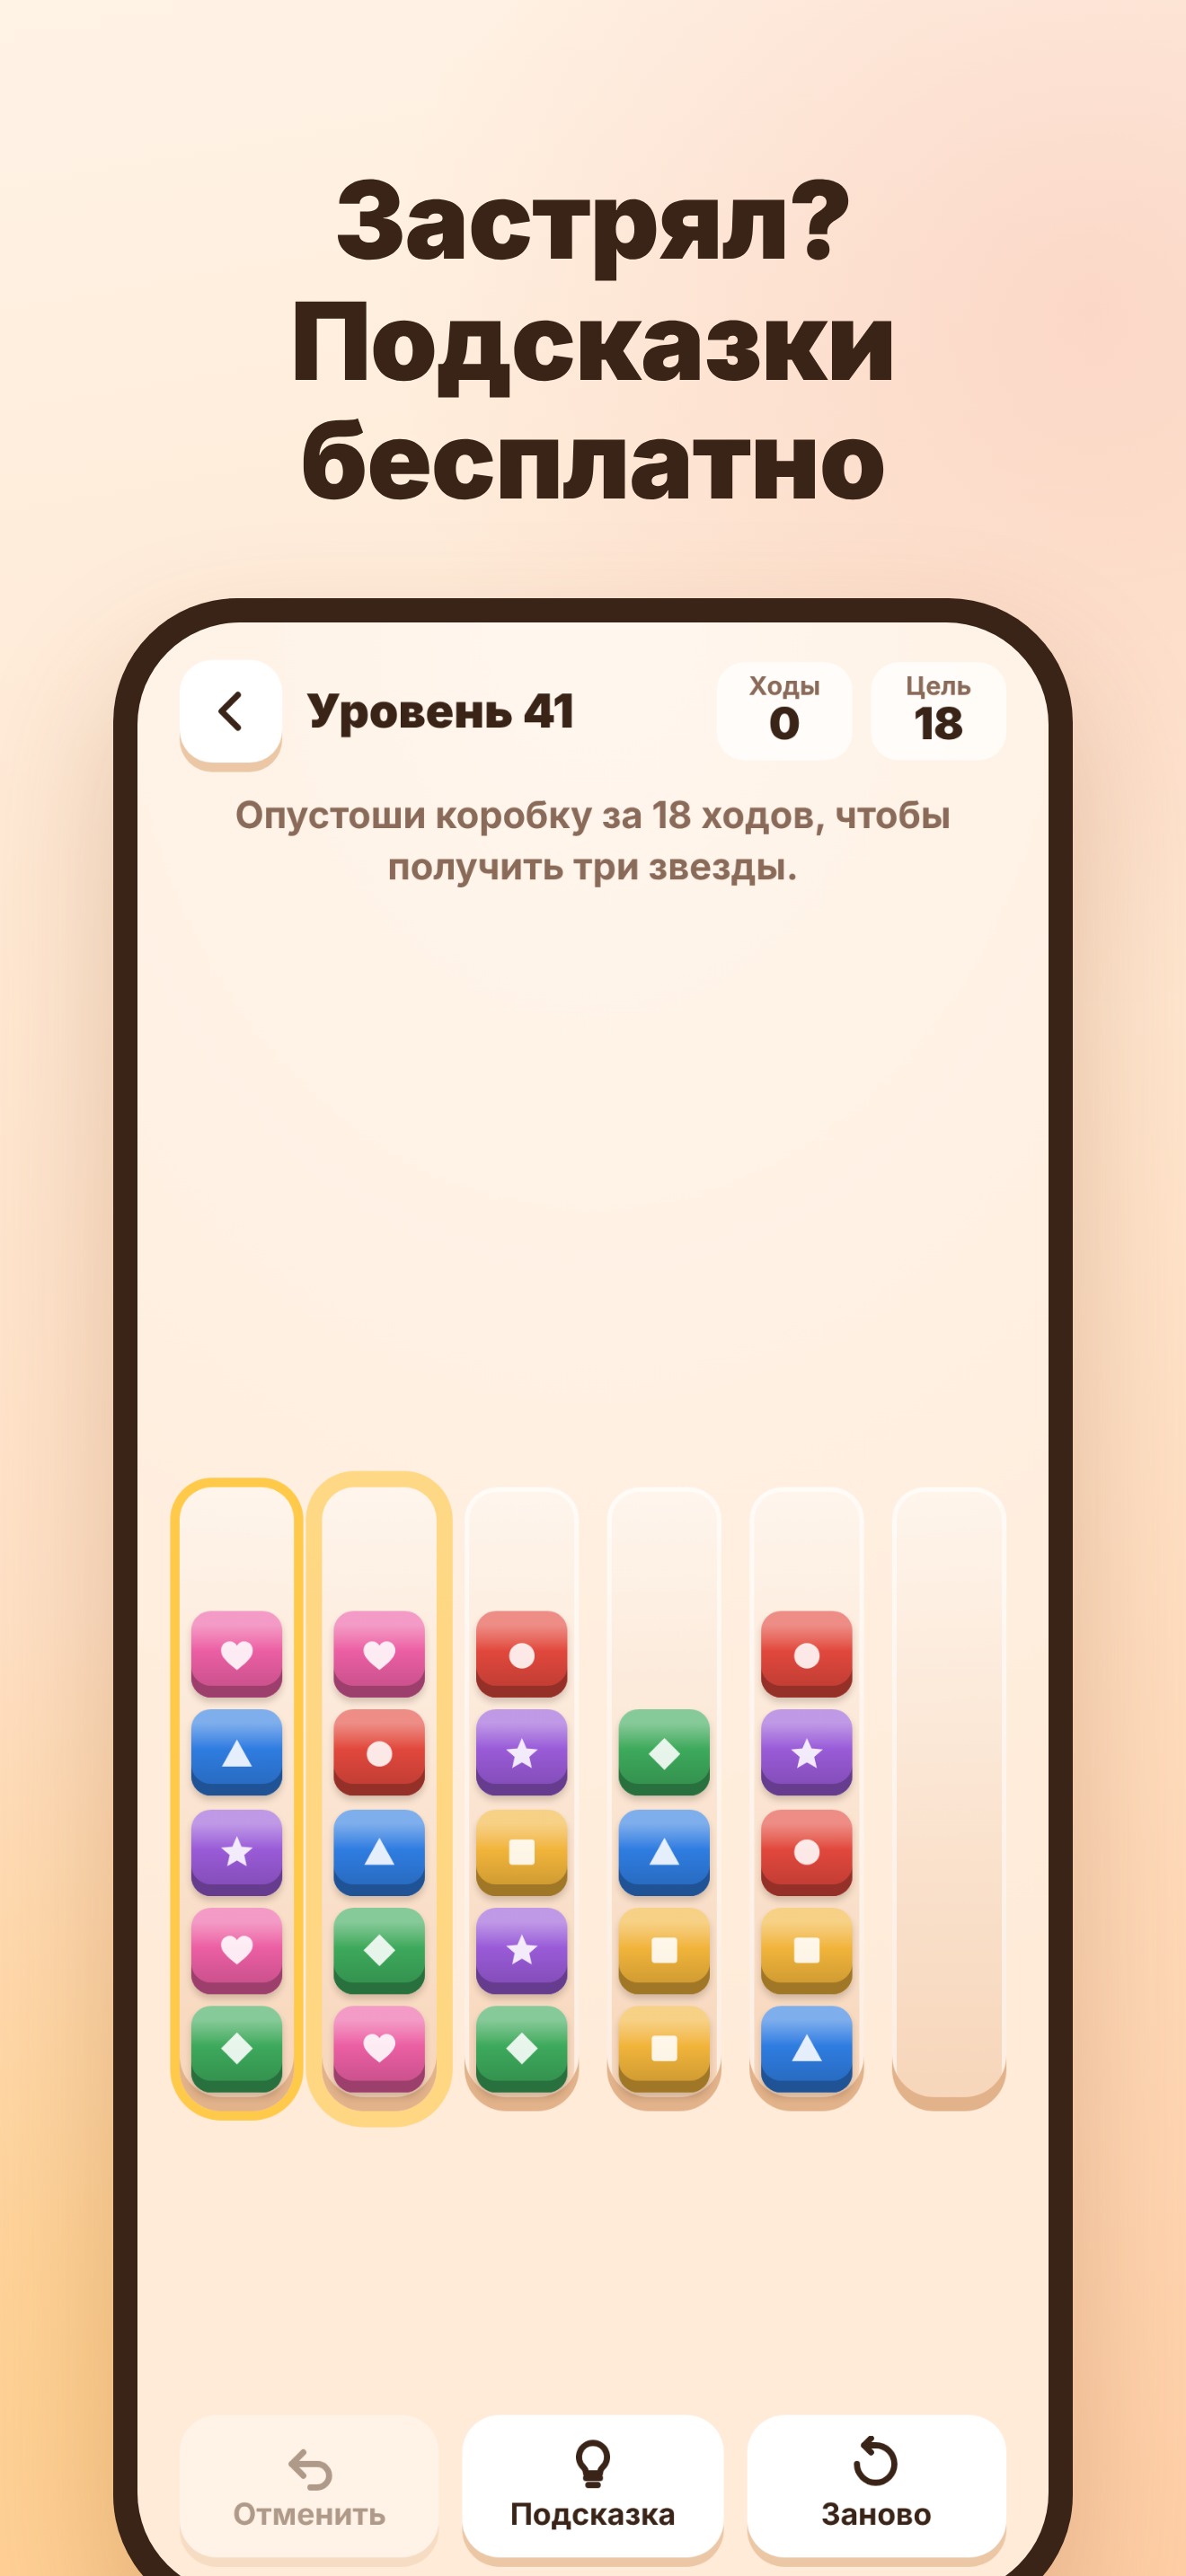 Застрял?
Подсказки
бесплатно
Уровень 41
Ходы
0
Цель
18
Опустоши коробку за 18 ходов, чтобы
получить три звезды.
Отменить
Подсказка
Заново